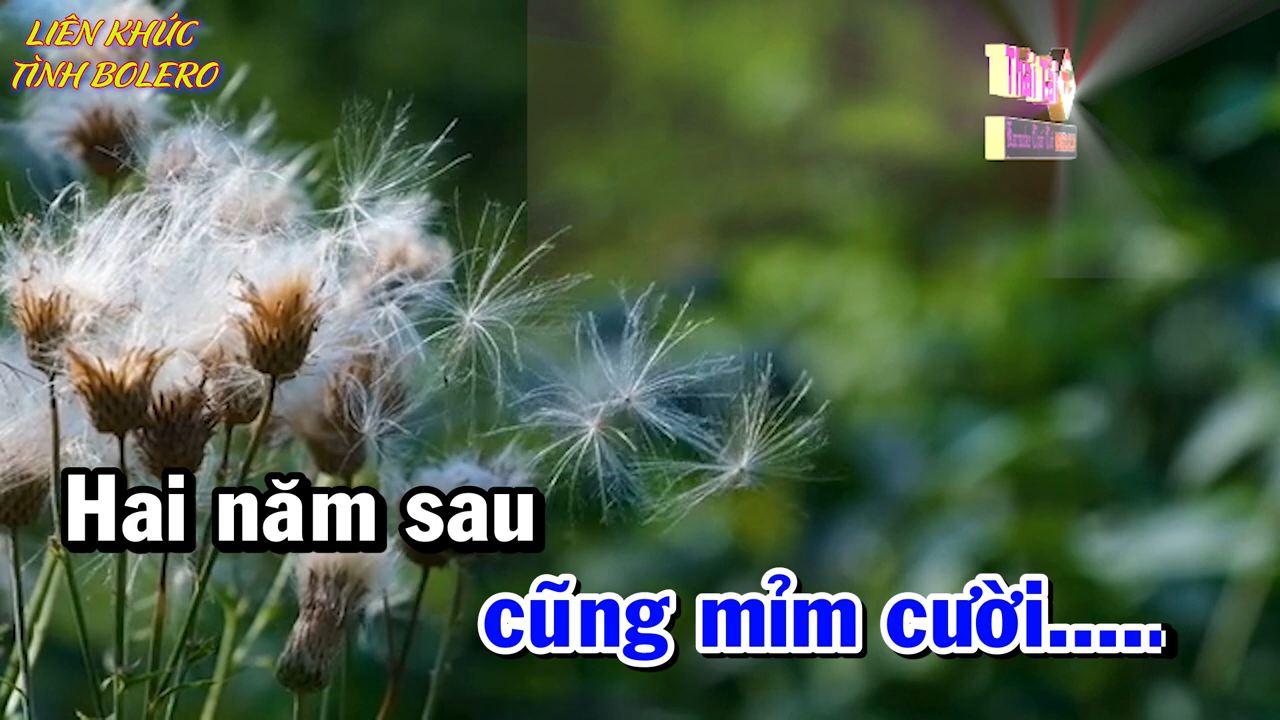 LIÊN KHÚC
TÌNH BOLERO
Hai năm sau
cũng mỉm cười.....